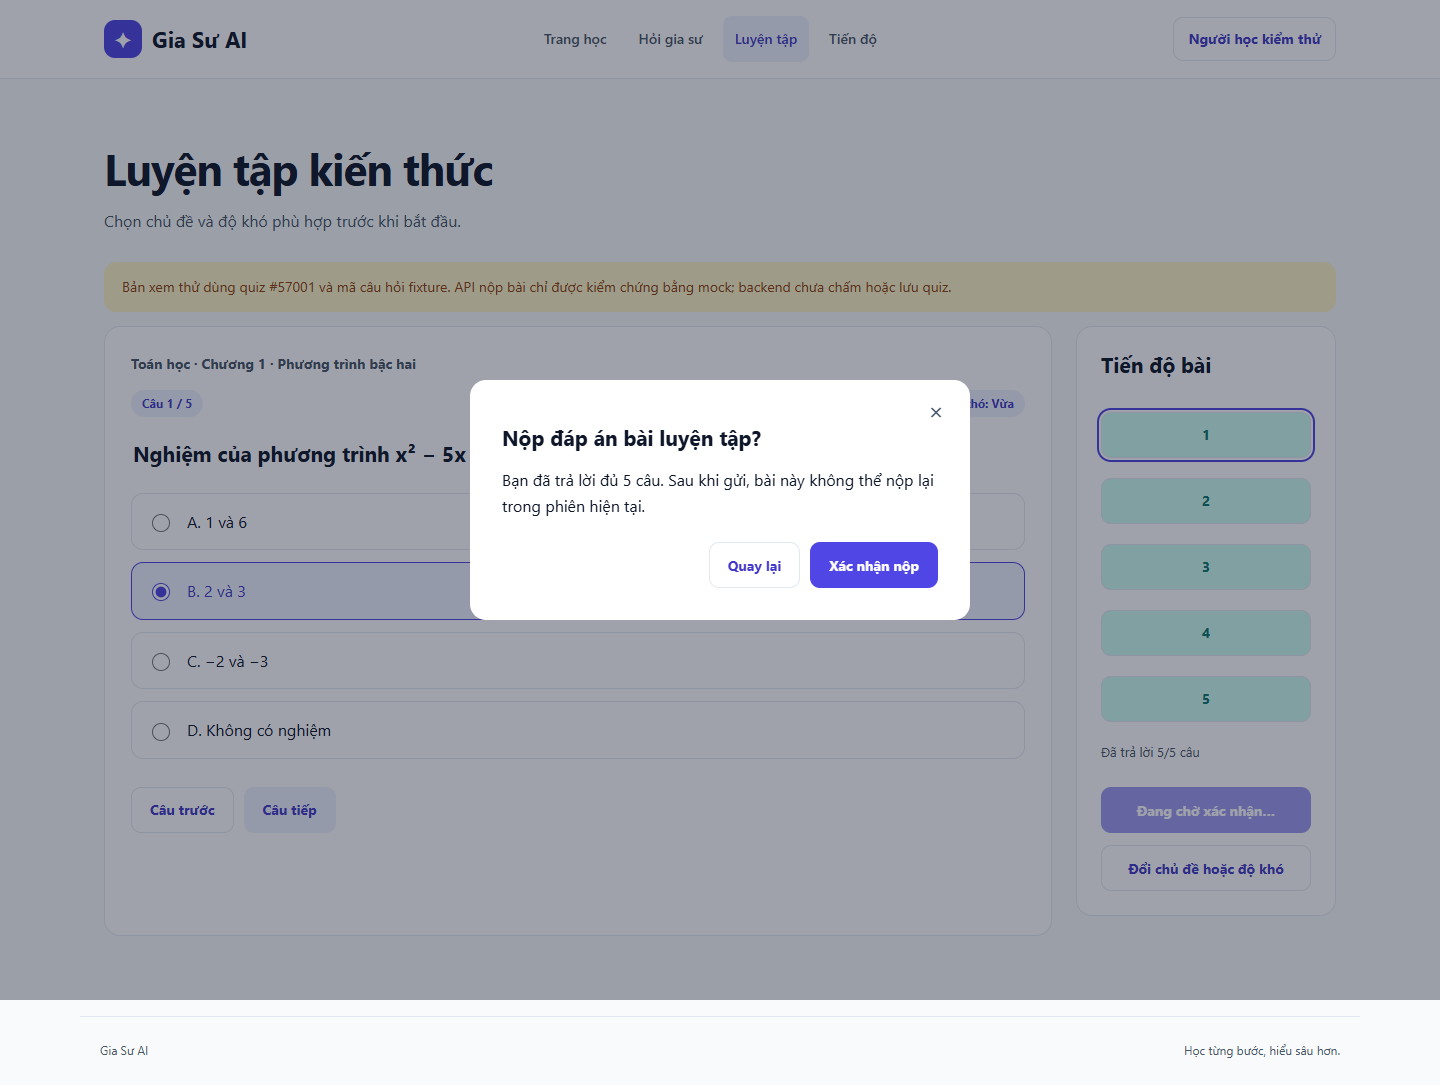 Gia Sư AI
Trang học
Hỏi gia sư
Luyện tập
Tiến độ
Người học kiểm thử
Luyện tập kiến thức
Chọn chủ đề và độ khó phù hợp trước khi bắt đầu.
Bản xem thử dùng quiz #57001 và mã câu hỏi fixture. API nộp bài chỉ được kiểm chứng bằng mock; backend chưa chấm hoặc lưu quiz.
Toán học · Chương 1 · Phương trình bậc hai
Câu 1 / 5
khó: Vừa
Nghiệm của phương trình x² − 5x
A. 1 và 6
B. 2 và 3
C. −2 và −3
D. Không có nghiệm
Câu trước
Câu tiếp
Nộp đáp án bài luyện tập?
×
Bạn đã trả lời đủ 5 câu. Sau khi gửi, bài này không thể nộp lại
trong phiên hiện tại.
Quay lại
Xác nhận nộp
Tiến độ bài
1
2
3
4
5
Đã trả lời 5/5 câu
Đang chờ xác nhận...
Đổi chủ đề hoặc độ khó
Gia Sư AI
Học từng bước, hiểu sâu hơn.